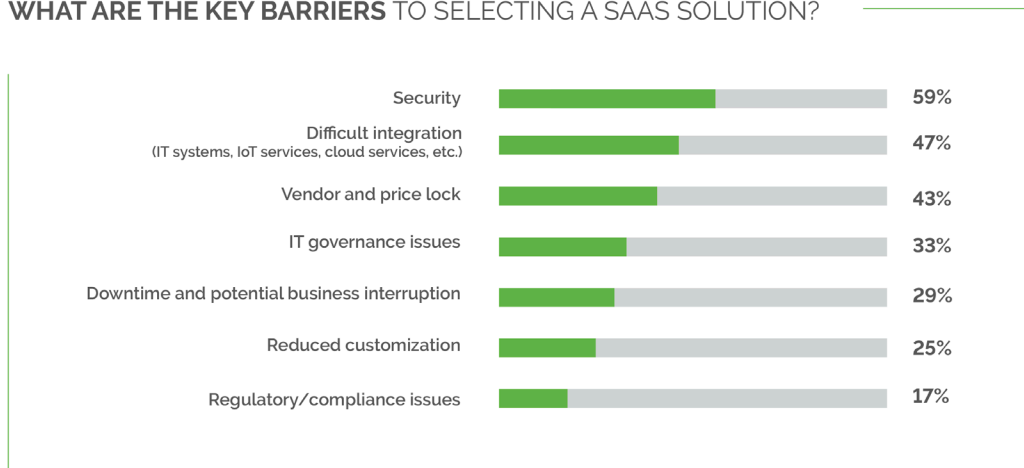 WHAT ARE THE KEY BARRIERS TO SELECTING A SAAS SOLUTION?
Security 59%
Difficult integration
(IT systems, IoT services, cloud services, etc.) 47%
Vendor and price lock 43%
IT governance issues 33%
Downtime and potential business interruption 29%
Reduced customization 25%
Regulatory/compliance issues 17%